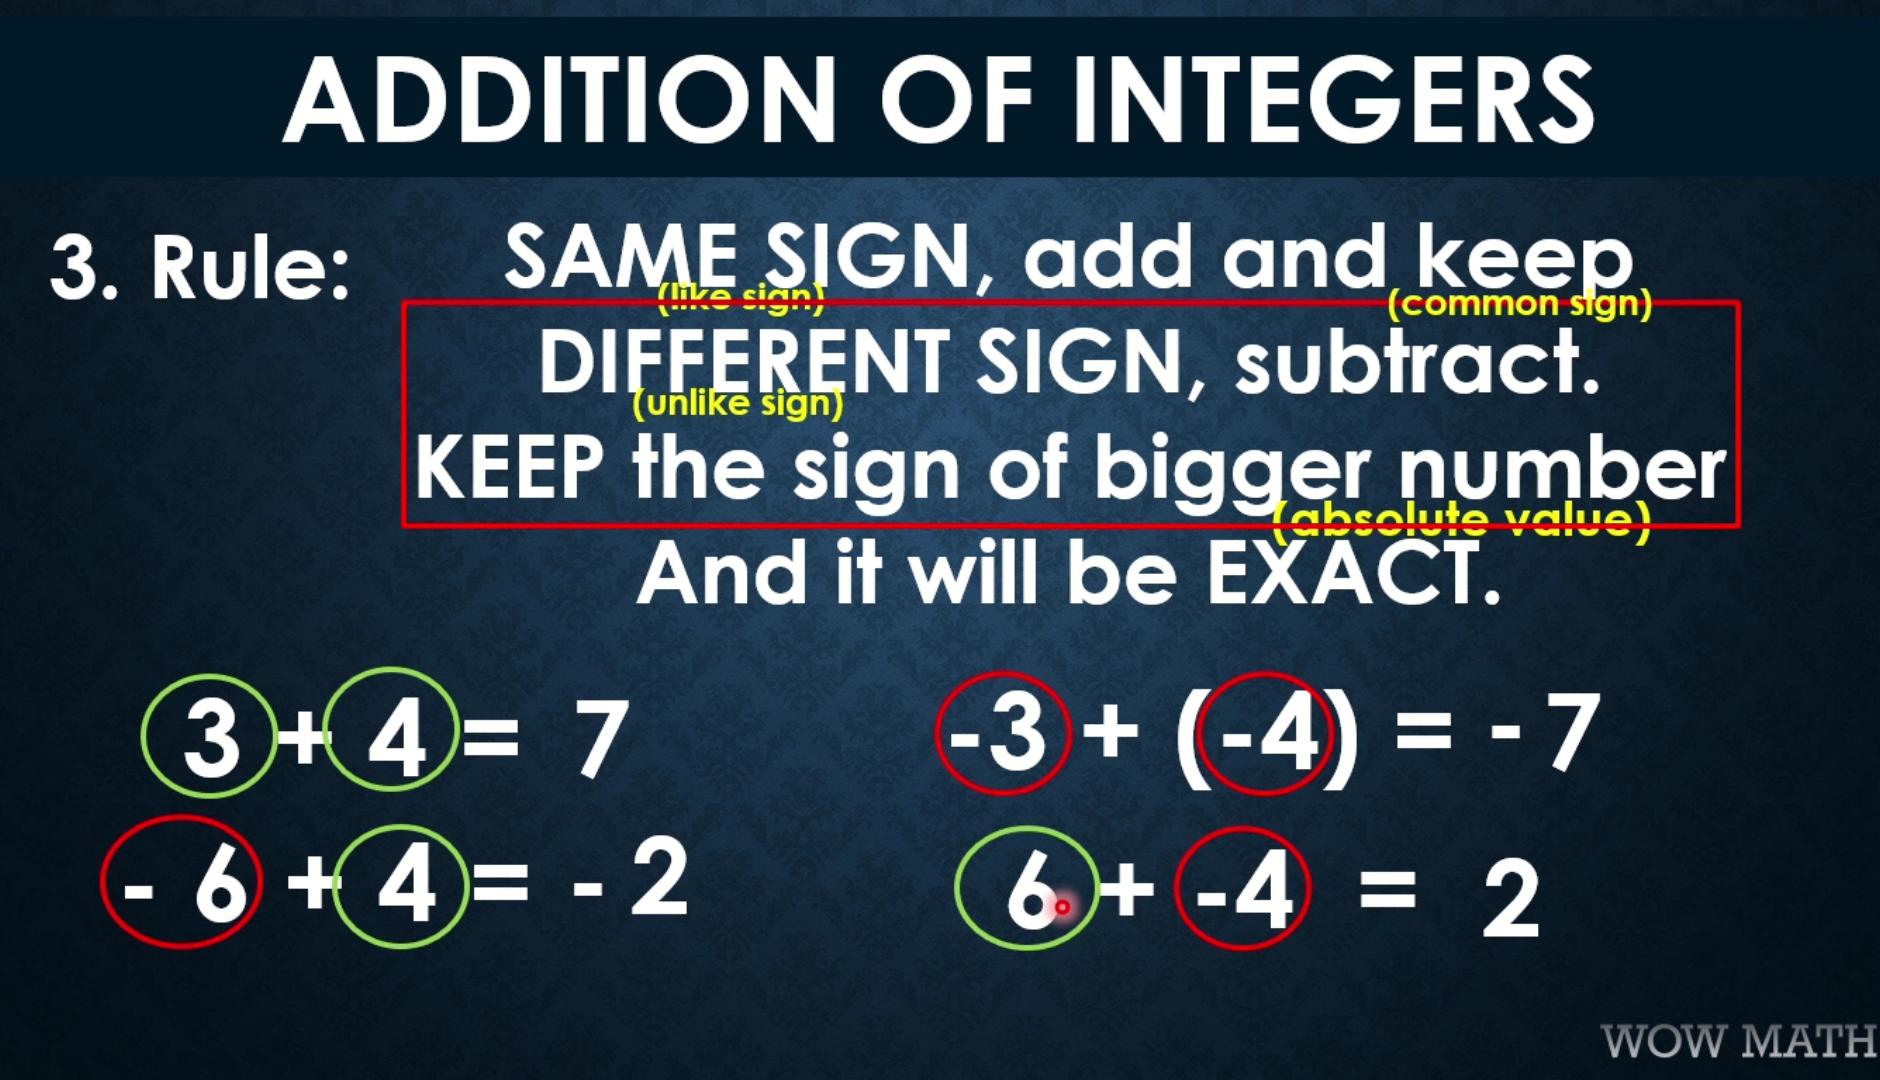 ADDITION OF INTEGERS
3. Rule:
SAME SIGN, add and keep
(like sign) (common sign)
DIFFERENT SIGN, subtract.
(unlike sign)
KEEP the sign of bigger number
(absolute value)
And it will be EXACT.
3 + 4 = 7
-3 + (-4) = - 7
- 6 + 4 = - 2
6 + -4 = 2
WOW MATH